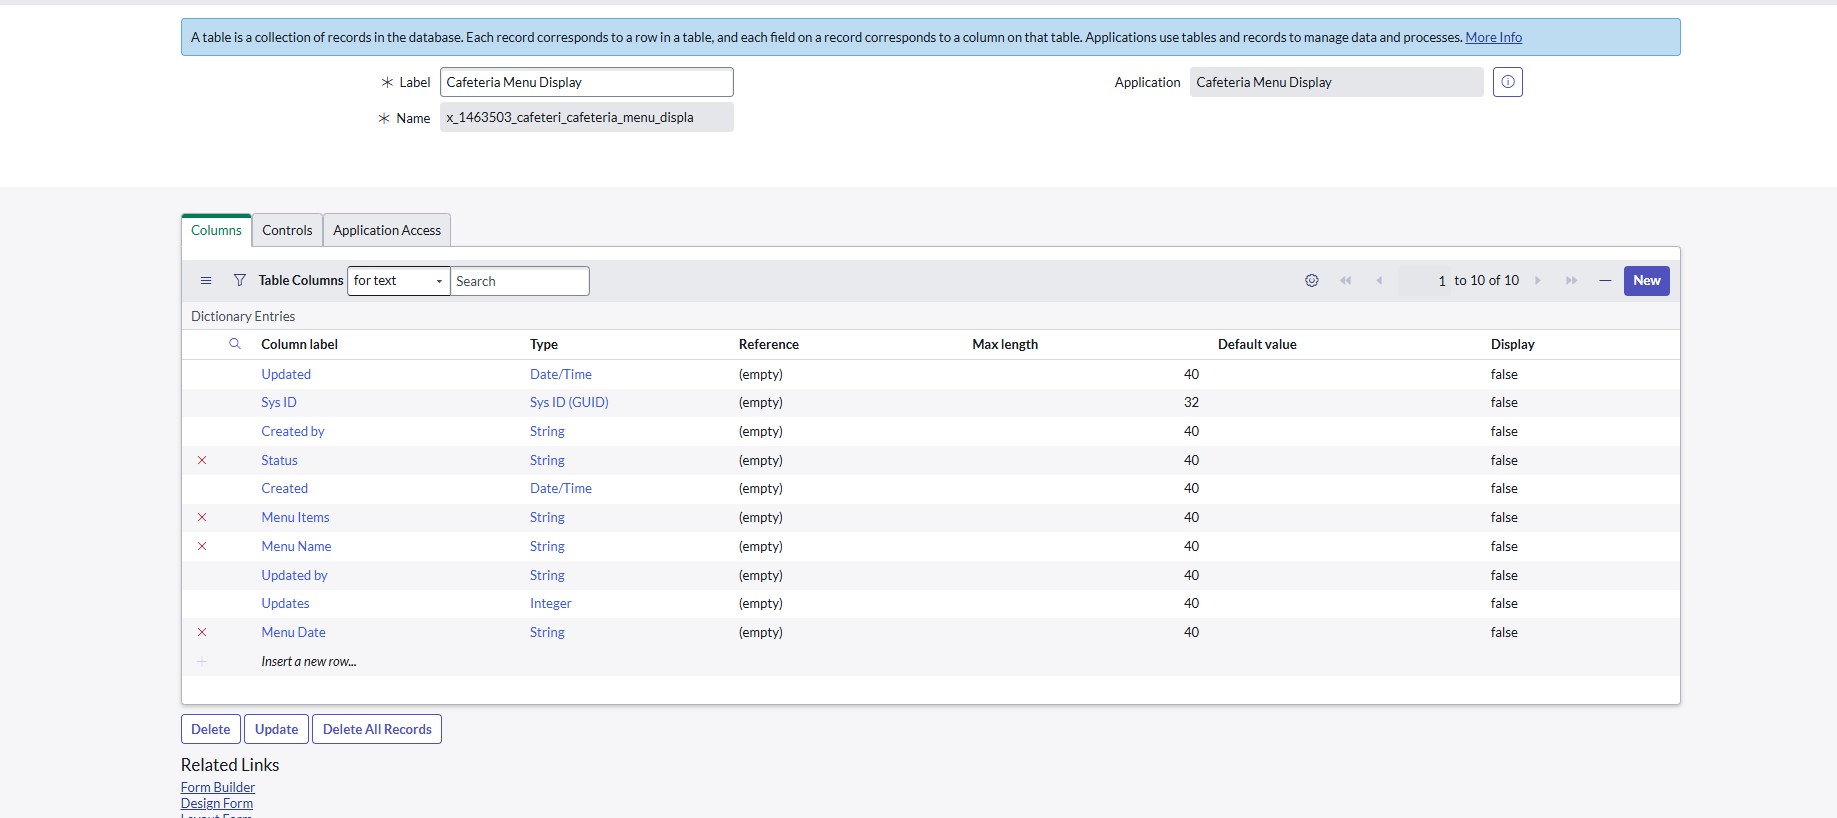 A table is a collection of records in the database. Each record corresponds to a row in a table, and each field on a record corresponds to a column on that table. Applications use tables and records to manage data and processes. More Info
Label Cafeteria Menu Display Application Cafeteria Menu Display
Name x_1463503_cafeteri_cafeteria_menu_displa
Columns Controls Application Access
Table Columns for text Search 1 to 10 of 10 New
Dictionary Entries
Column label Type Reference Max length Default value Display
Updated Date/Time (empty) 40 false
Sys ID Sys ID (GUID) (empty) 32 false
Created by String (empty) 40 false
Status String (empty) 40 false
Created Date/Time (empty) 40 false
Menu Items String (empty) 40 false
Menu Name String (empty) 40 false
Updated by String (empty) 40 false
Updates Integer (empty) 40 false
Menu Date String (empty) 40 false
Insert a new row...
Delete Update Delete All Records
Related Links
Form Builder
Design Form
Layout Form